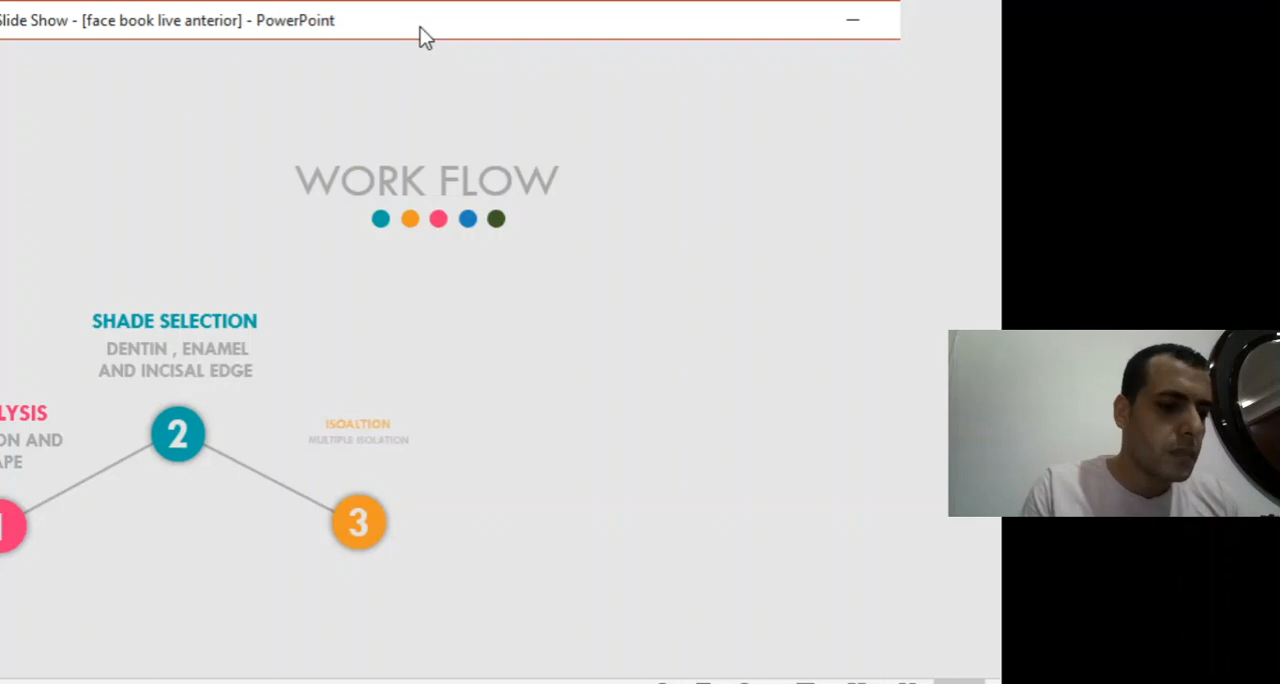 Slide Show - [face book live anterior] - PowerPoint
WORK FLOW
SHADE SELECTION
DENTIN , ENAMEL
AND INCISAL EDGE
LYSIS
ON AND
APE
2
ISOALTION
MULTIPLE ISOLATION
3
1